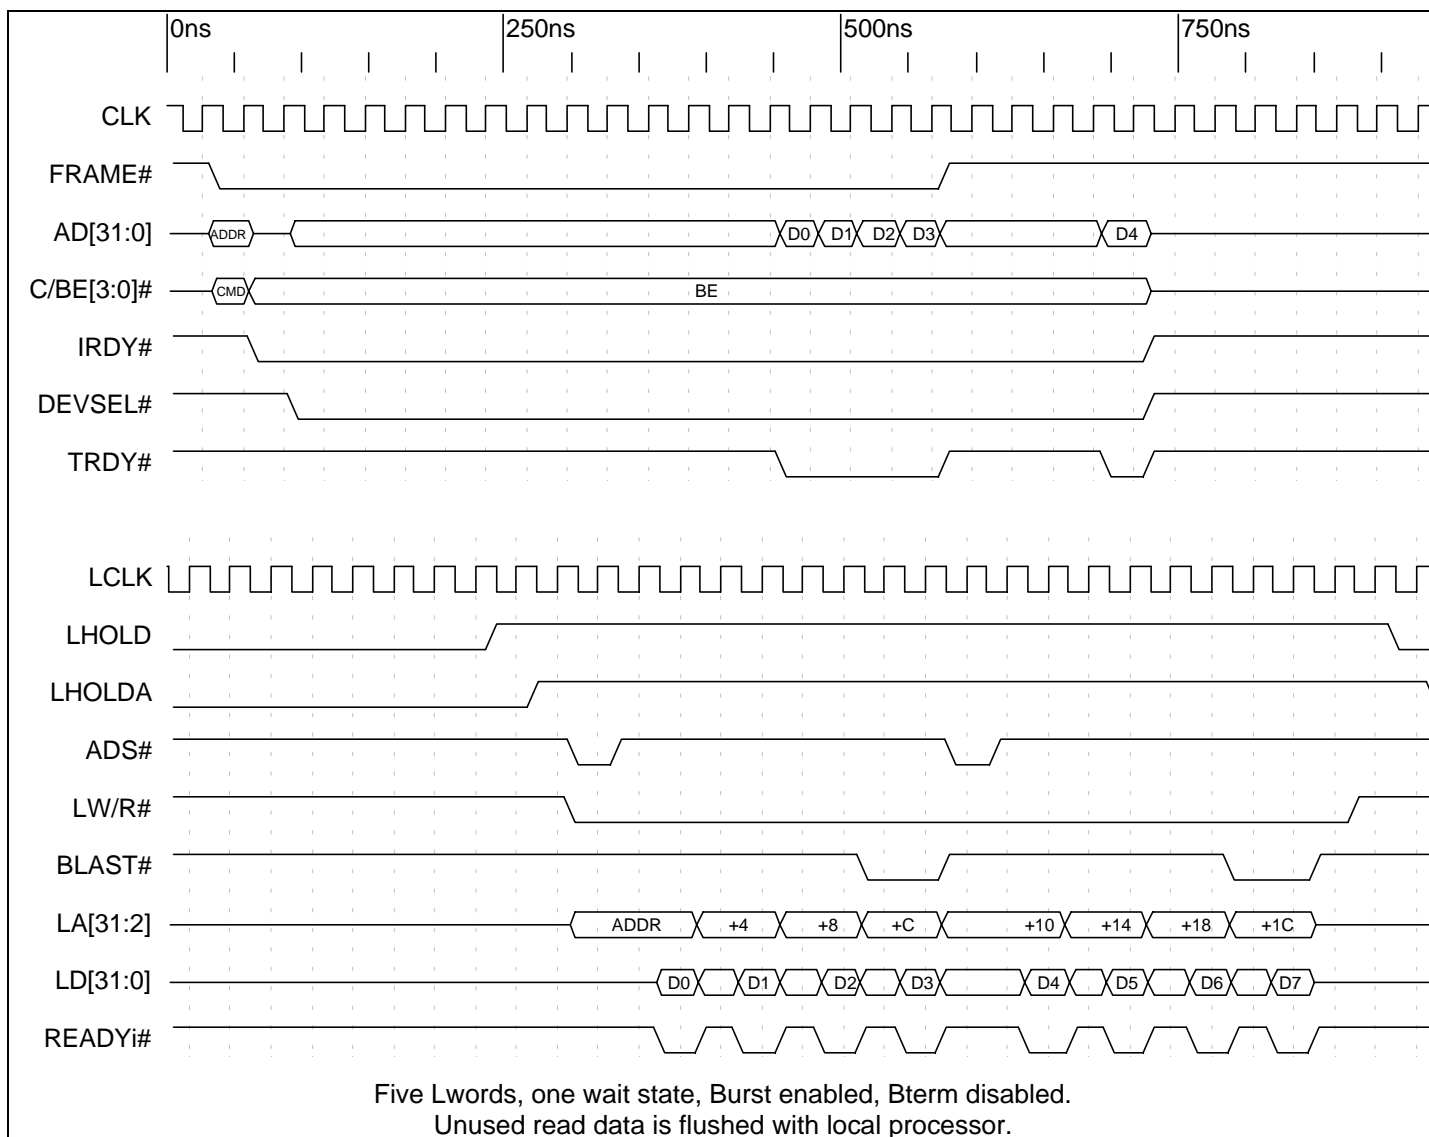 0ns 250ns 500ns 750ns
CLK
FRAME#
AD[31:0] ADDR D0 D1 D2 D3 D4
C/BE[3:0]# CMD BE
IRDY#
DEVSEL#
TRDY#
LCLK
LHOLD
LHOLDA
ADS#
LW/R#
BLAST#
LA[31:2] ADDR +4 +8 +C +10 +14 +18 +1C
LD[31:0] D0 D1 D2 D3 D4 D5 D6 D7
READYi#
Five Lwords, one wait state, Burst enabled, Bterm disabled.
Unused read data is flushed with local processor.